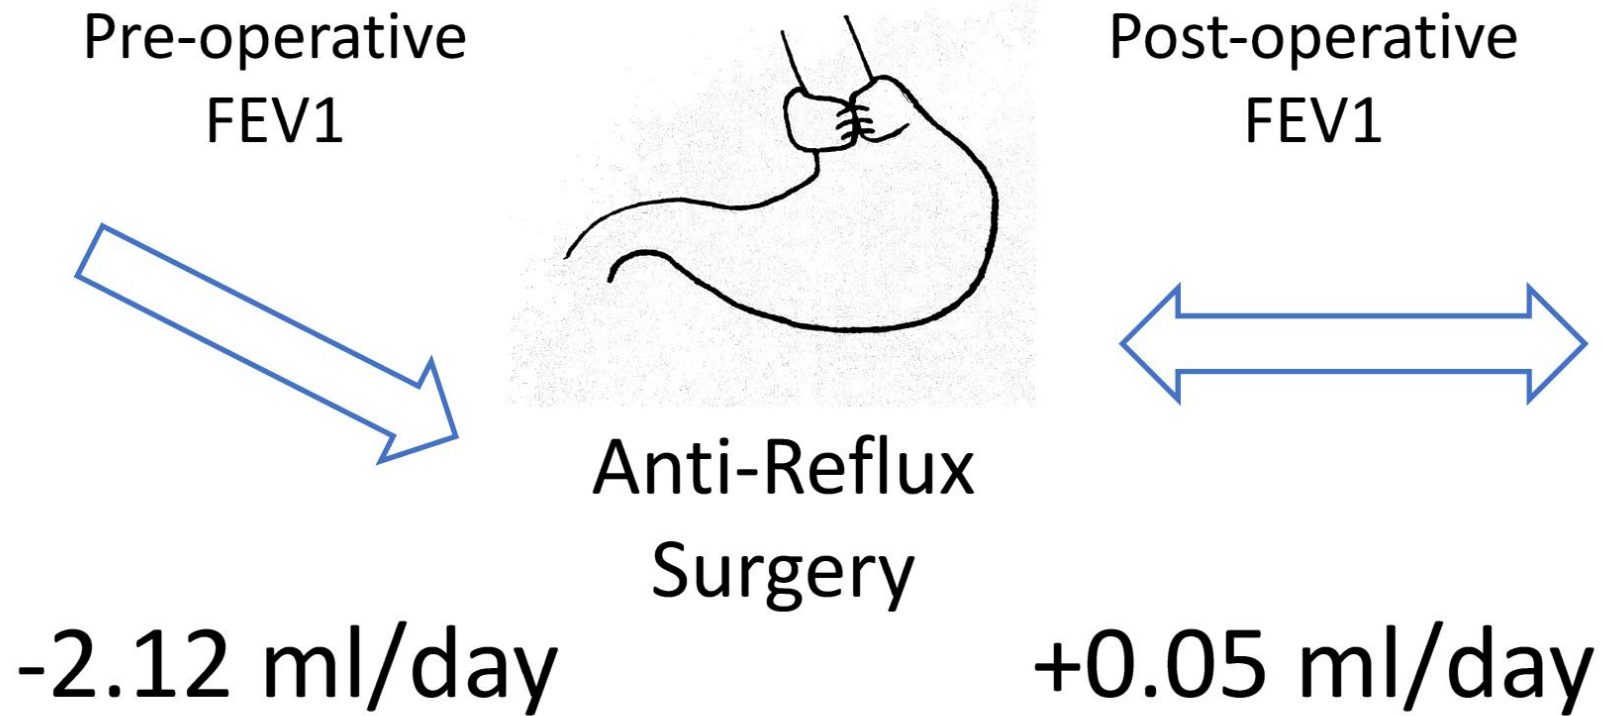 Pre-operative
FEV1
Post-operative
FEV1
Anti-Reflux
Surgery
-2.12 ml/day
+0.05 ml/day